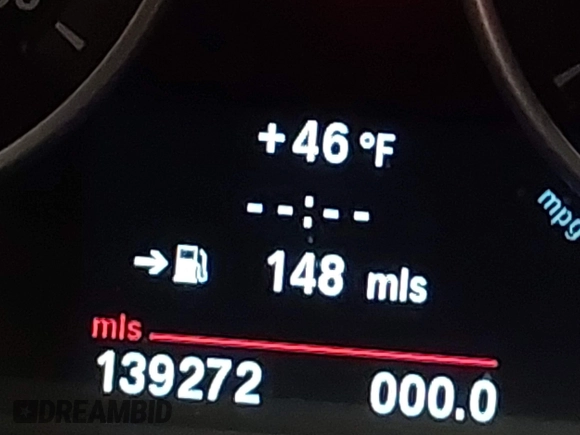 +46 °F
--:--
148 mls
mpg
mls
139272 000.0
DREAMBID